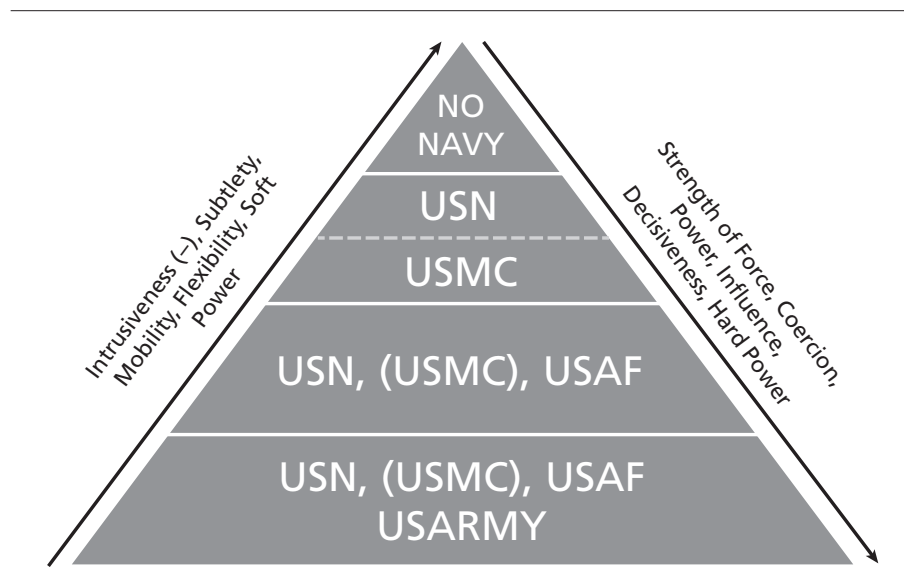 NO
NAVY
USN
USMC
USN, (USMC), USAF
USN, (USMC), USAF
USARMY
Intrusiveness (–), Subtlety,
Mobility, Flexibility, Soft
Power
Strength of Force, Coercion,
Power, Influence,
Decisiveness, Hard Power